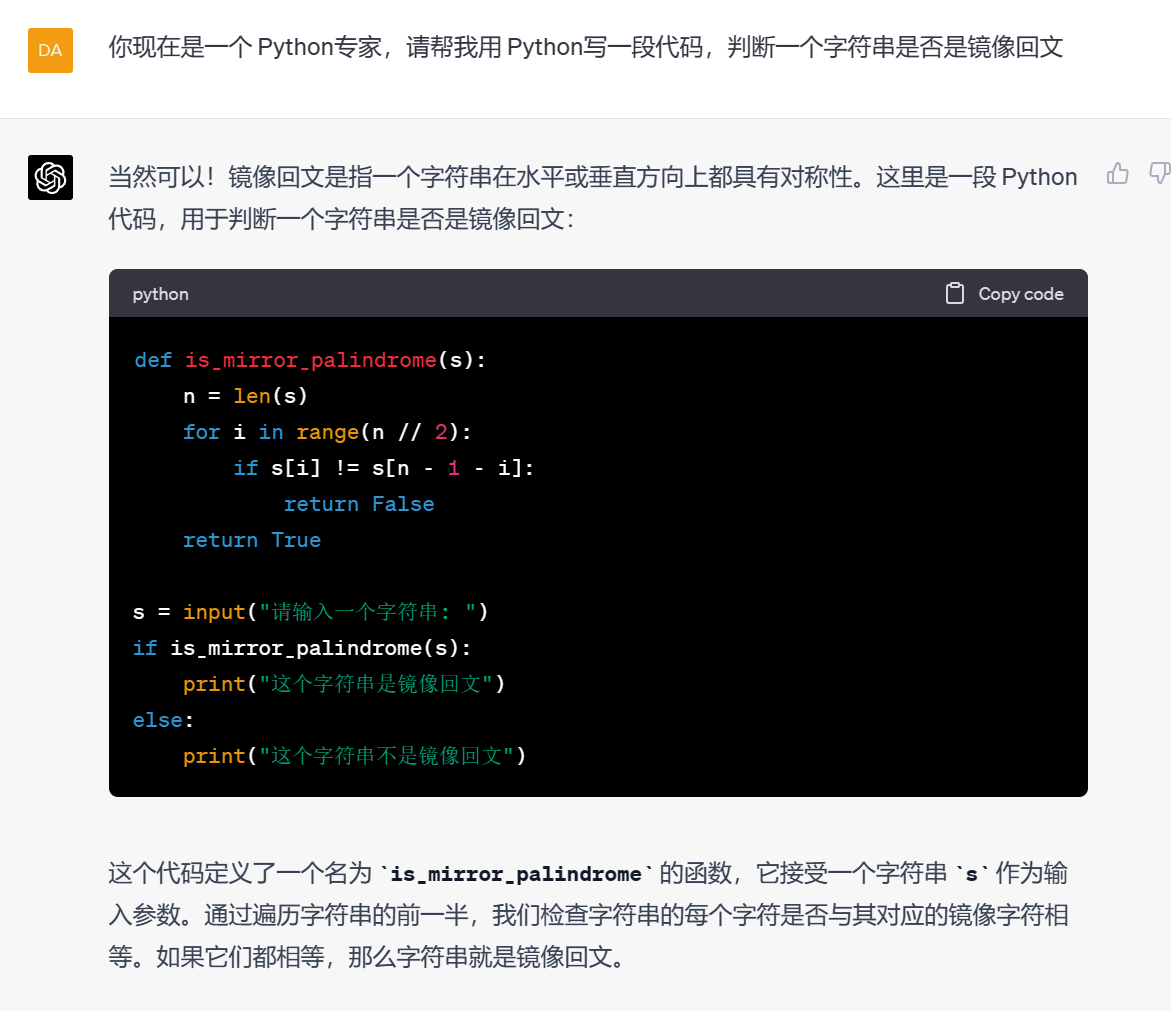 DA
你现在是一个 Python专家，请帮我用 Python写一段代码，判断一个字符串是否是镜像回文
当然可以！镜像回文是指一个字符串在水平或垂直方向上都具有对称性。这里是一段 Python
代码，用于判断一个字符串是否是镜像回文：
python Copy code
def is_mirror_palindrome(s):
    n = len(s)
    for i in range(n // 2):
        if s[i] != s[n - 1 - i]:
            return False
    return True
s = input("请输入一个字符串: ")
if is_mirror_palindrome(s):
    print("这个字符串是镜像回文")
else:
    print("这个字符串不是镜像回文")
这个代码定义了一个名为 `is_mirror_palindrome` 的函数，它接受一个字符串 `s` 作为输
入参数。通过遍历字符串的前一半，我们检查字符串的每个字符是否与其对应的镜像字符相
等。如果它们都相等，那么字符串就是镜像回文。